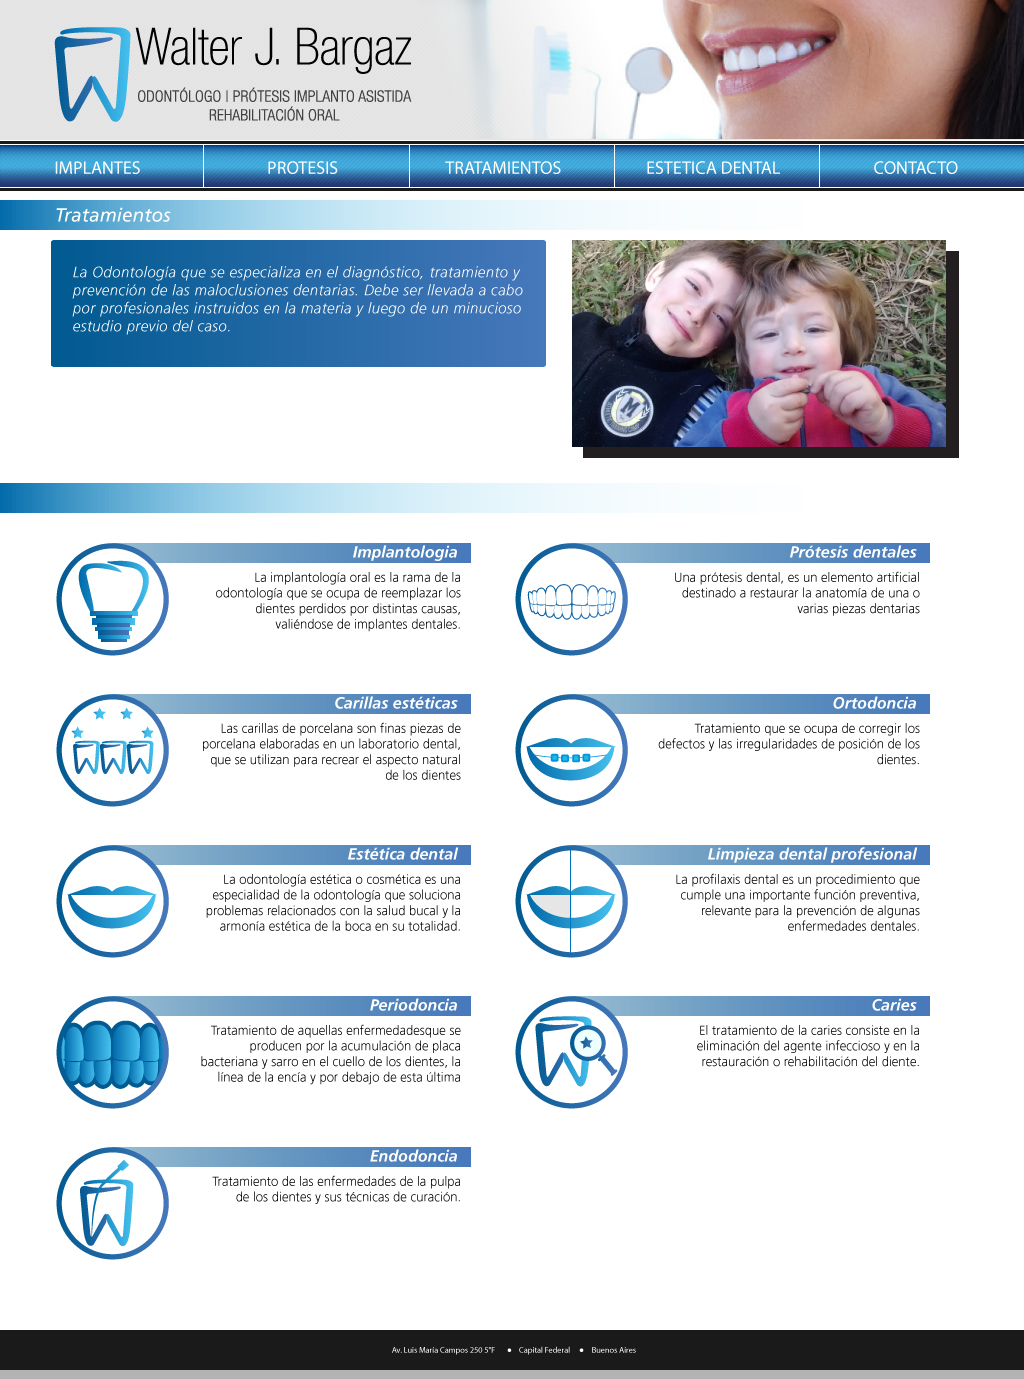 Walter J. Bargaz
ODONTÓLOGO | PRÓTESIS IMPLANTO ASISTIDA
REHABILITACIÓN ORAL
IMPLANTES
PROTESIS
TRATAMIENTOS
ESTETICA DENTAL
CONTACTO
Tratamientos
La Odontología que se especializa en el diagnóstico, tratamiento y
prevención de las maloclusiones dentarias. Debe ser llevada a cabo
por profesionales instruidos en la materia y luego de un minucioso
estudio previo del caso.
M
Implantologia
La implantología oral es la rama de la
odontología que se ocupa de reemplazar los
dientes perdidos por distintas causas,
valiéndose de implantes dentales.
Prótesis dentales
Una prótesis dental, es un elemento artificial
destinado a restaurar la anatomía de una o
varias piezas dentarias
Carillas estéticas
Las carillas de porcelana son finas piezas de
porcelana elaboradas en un laboratorio dental,
que se utilizan para recrear el aspecto natural
de los dientes
Ortodoncia
Tratamiento que se ocupa de corregir los
defectos y las irregularidades de posición de los
dientes.
Estética dental
La odontología estética o cosmética es una
especialidad de la odontología que soluciona
problemas relacionados con la salud bucal y la
armonía estética de la boca en su totalidad.
Limpieza dental profesional
La profilaxis dental es un procedimiento que
cumple una importante función preventiva,
relevante para la prevención de algunas
enfermedades dentales.
Periodoncia
Tratamiento de aquellas enfermedadesque se
producen por la acumulación de placa
bacteriana y sarro en el cuello de los dientes, la
línea de la encía y por debajo de esta última
Caries
El tratamiento de la caries consiste en la
eliminación del agente infeccioso y en la
restauración o rehabilitación del diente.
Endodoncia
Tratamiento de las enfermedades de la pulpa
de los dientes y sus técnicas de curación.
Av. Luis María Campos 250 5°F ● Capital Federal ● Buenos Aires